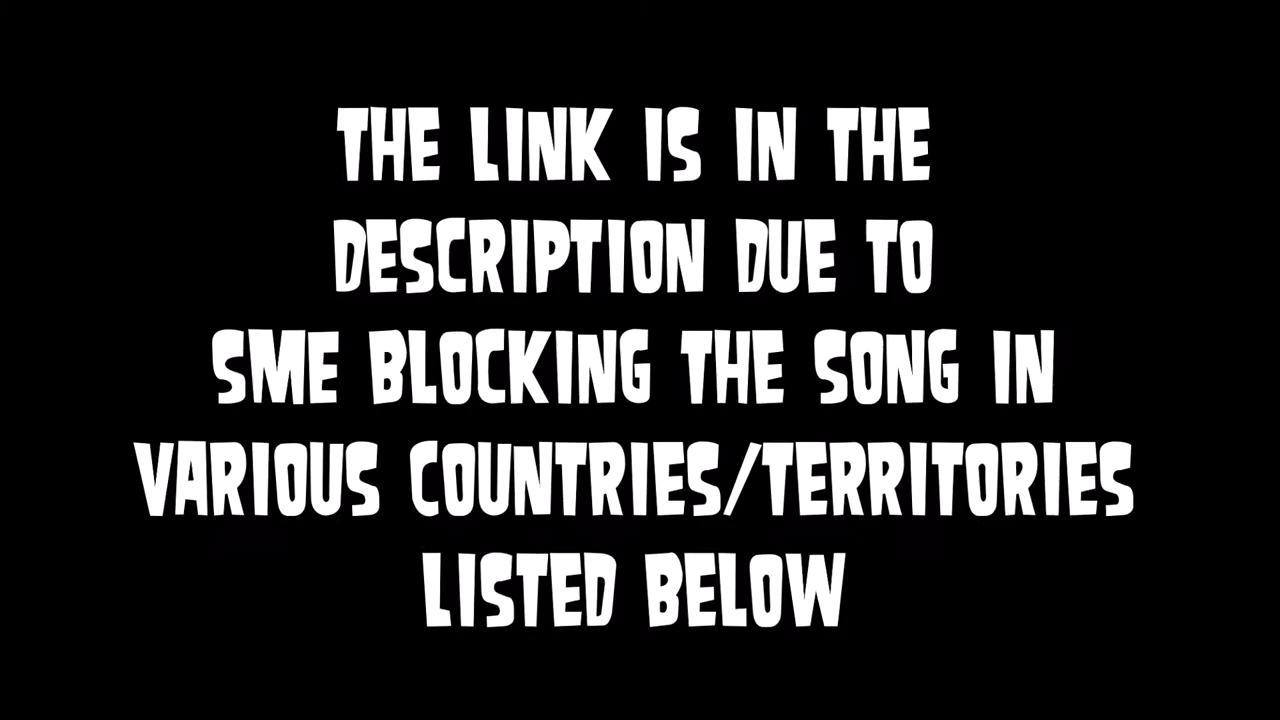 THE LINK IS IN THE
DESCRIPTION DUE TO
SME BLOCKING THE SONG IN
VARIOUS COUNTRIES/TERRITORIES
LISTED BELOW